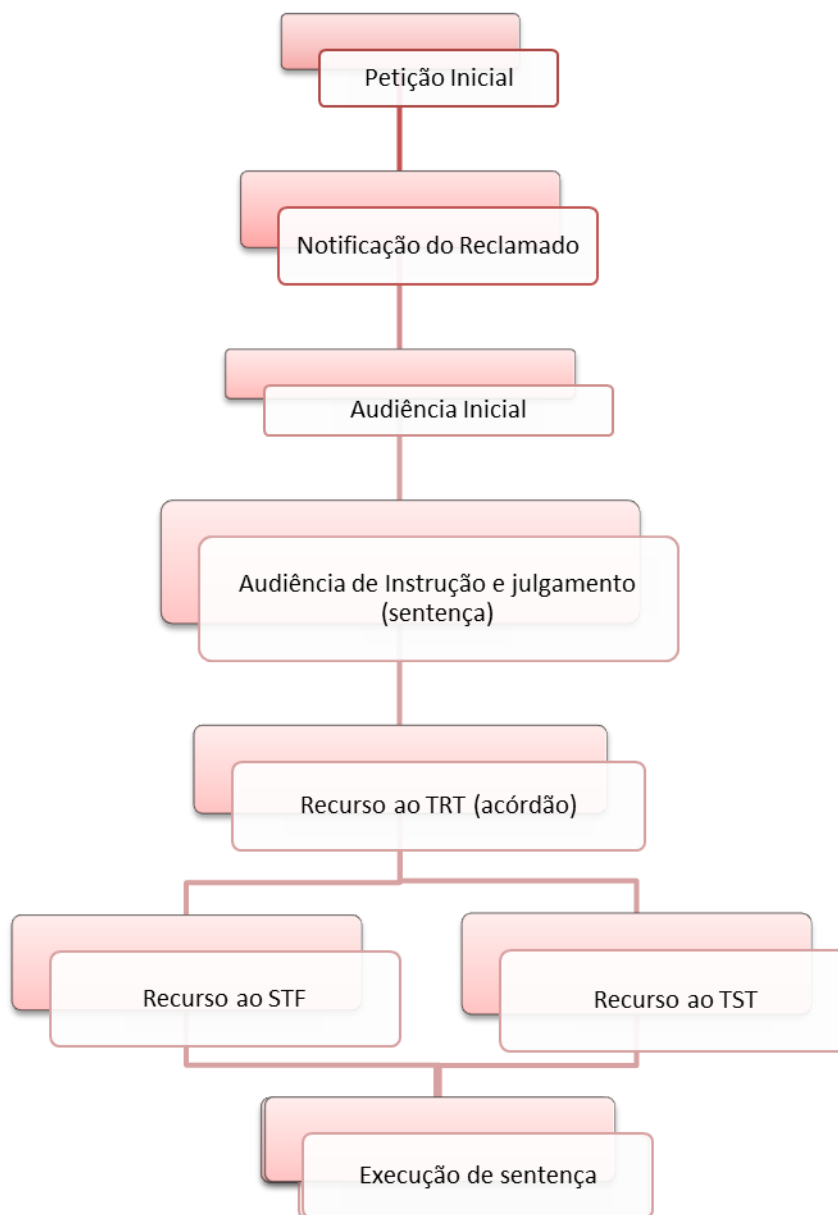 Petição Inicial
Notificação do Reclamado
Audiência Inicial
Audiência de Instrução e julgamento
(sentença)
Recurso ao TRT (acórdão)
Recurso ao STF
Recurso ao TST
Execução de sentença